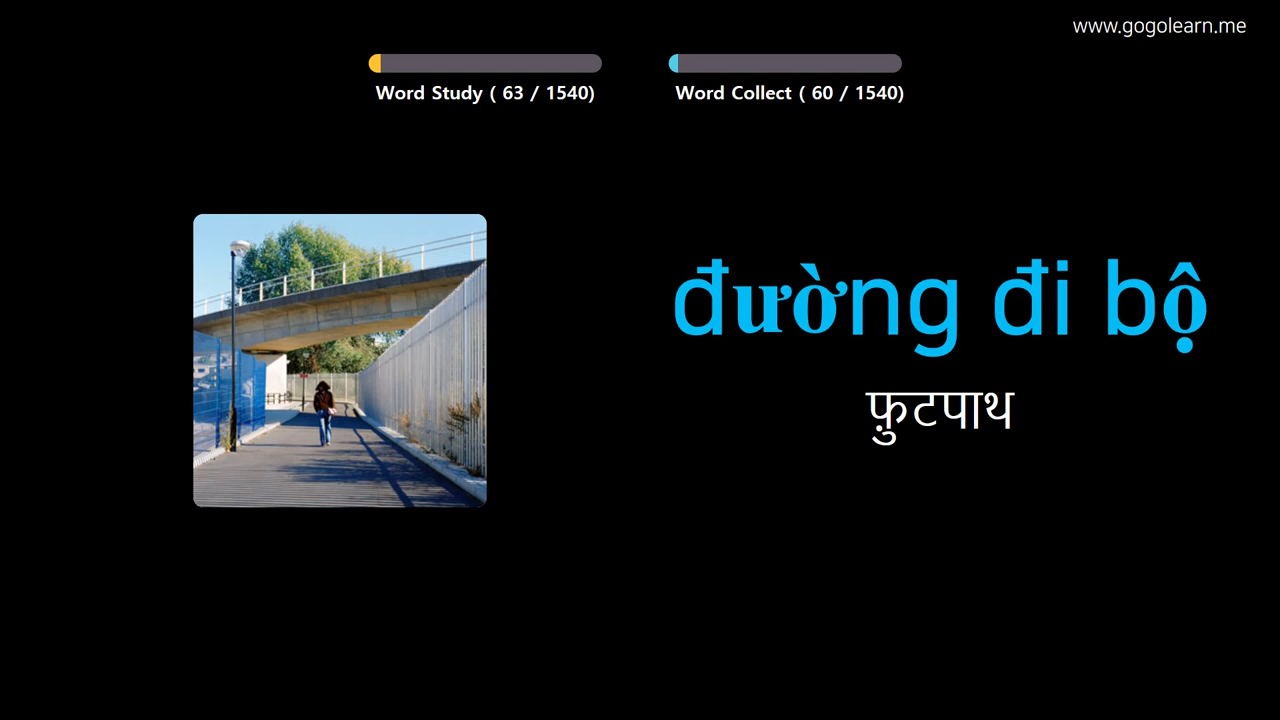 www.gogolearn.me
Word Study ( 63 / 1540)
Word Collect ( 60 / 1540)
đường đi bộ
फ़ुटपाथ